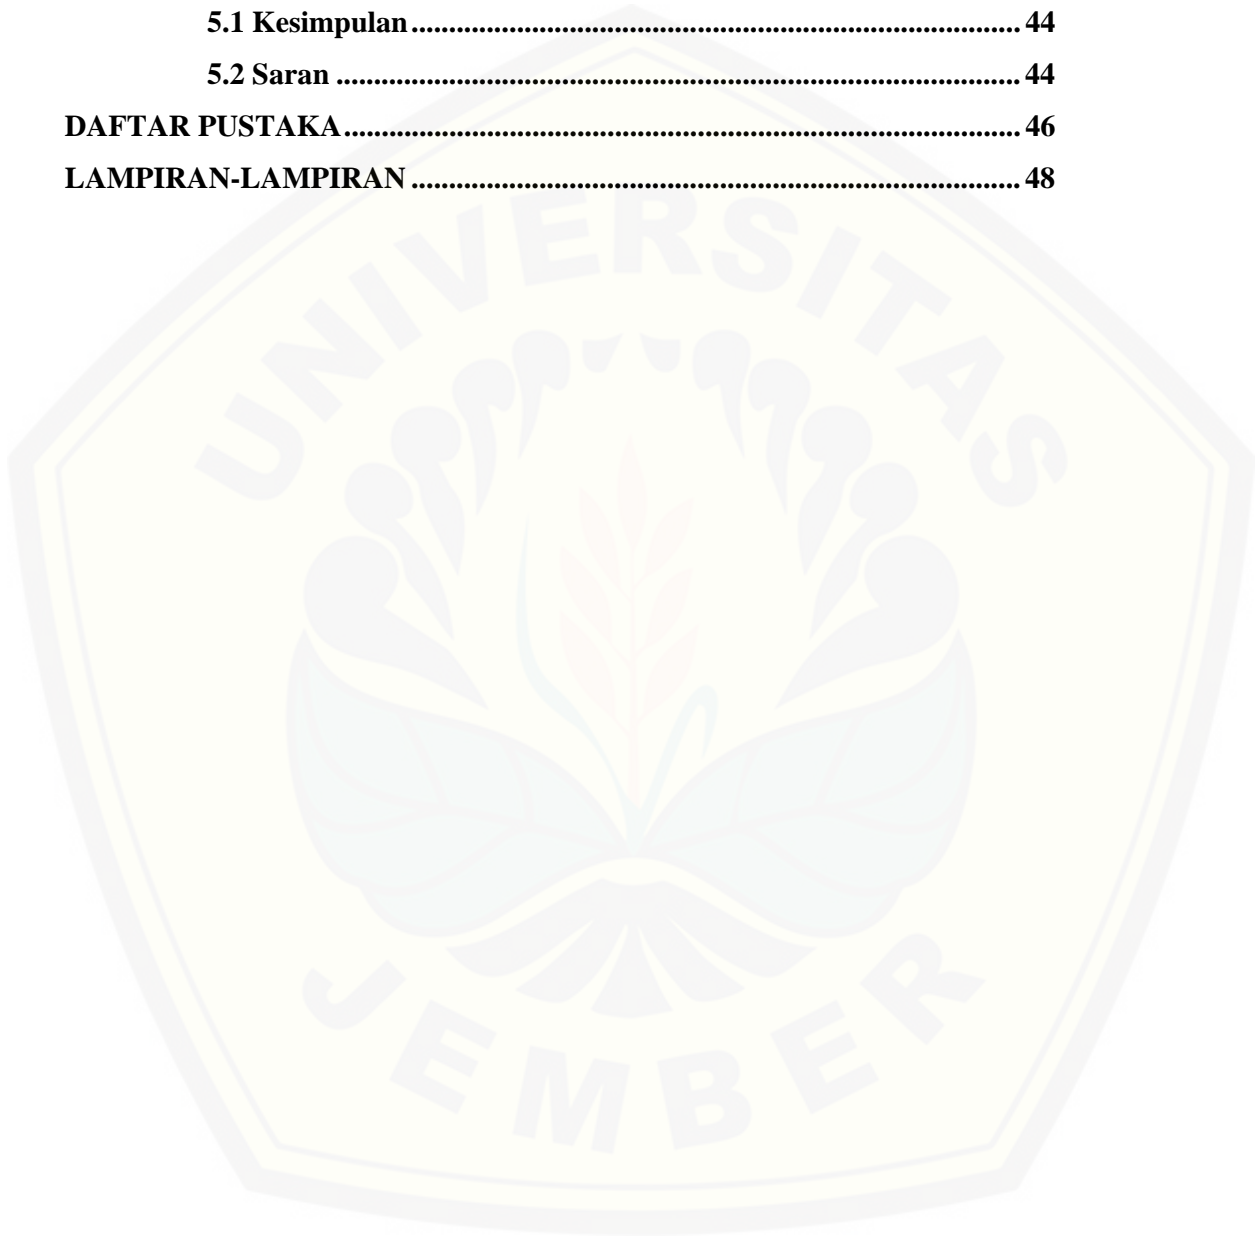 5.1 Kesimpulan.................................................................................................... 44
5.2 Saran ................................................................................................................ 44
DAFTAR PUSTAKA............................................................................................................... 46
LAMPIRAN-LAMPIRAN .................................................................................................... 48
UNIVERSITAS
JEMBER